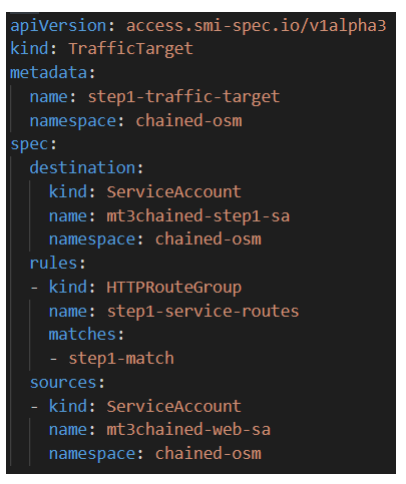 apiVersion: access.smi-spec.io/v1alpha3
kind: TrafficTarget
metadata:
  name: step1-traffic-target
  namespace: chained-osm
spec:
  destination:
    kind: ServiceAccount
    name: mt3chained-step1-sa
    namespace: chained-osm
  rules:
  - kind: HTTPRouteGroup
    name: step1-service-routes
    matches:
    - step1-match
  sources:
  - kind: ServiceAccount
    name: mt3chained-web-sa
    namespace: chained-osm